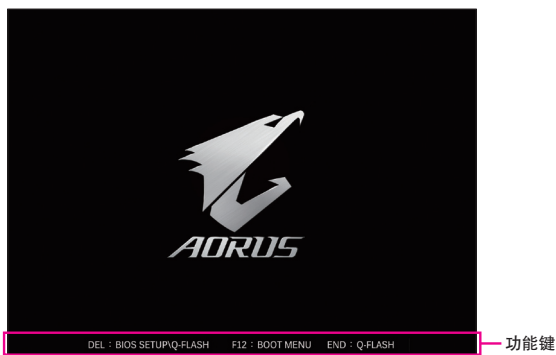 AORUS
DEL : BIOS SETUP\Q-FLASH F12 : BOOT MENU END : Q-FLASH
功能键